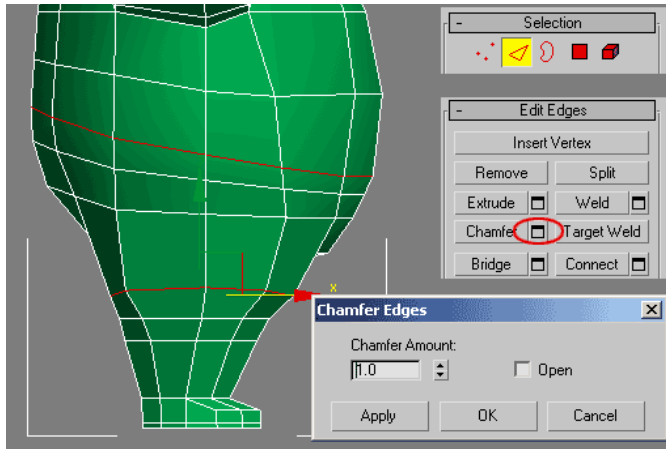 - Selection
- Edit Edges
Insert Vertex
Remove Split
Extrude Weld
Chamfer Target Weld
Bridge Connect
x
Chamfer Edges
Chamfer Amount:
1.0 Open
Apply OK Cancel